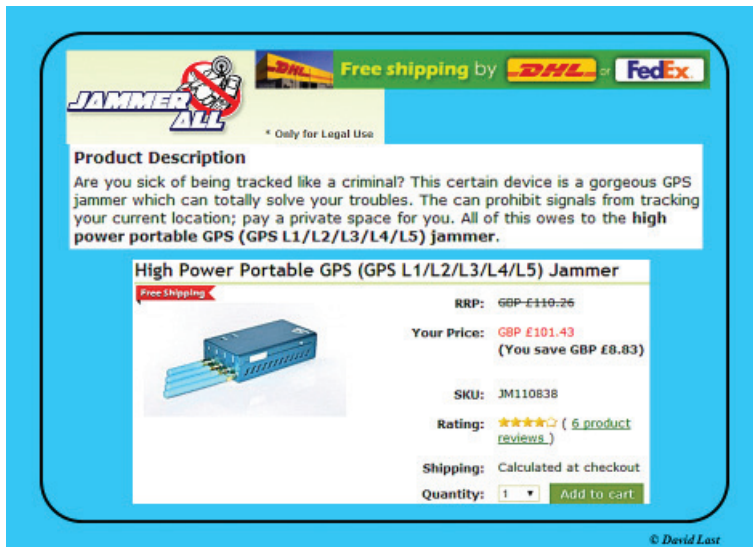 Free shipping by DHL or FedEx
JAMMER
ALL
* Only for Legal Use
Product Description
Are you sick of being tracked like a criminal? This certain device is a gorgeous GPS
jammer which can totally solve your troubles. The can prohibit signals from tracking
your current location; pay a private space for you. All of this owes to the high
power portable GPS (GPS L1/L2/L3/L4/L5) jammer.
High Power Portable GPS (GPS L1/L2/L3/L4/L5) Jammer
Free Shipping
RRP: GBP £110.26
Your Price: GBP £101.43
(You save GBP £8.83)
SKU: JM110838
Rating: ( 6 product
reviews )
Shipping: Calculated at checkout
Quantity: 1 Add to cart
© David Last